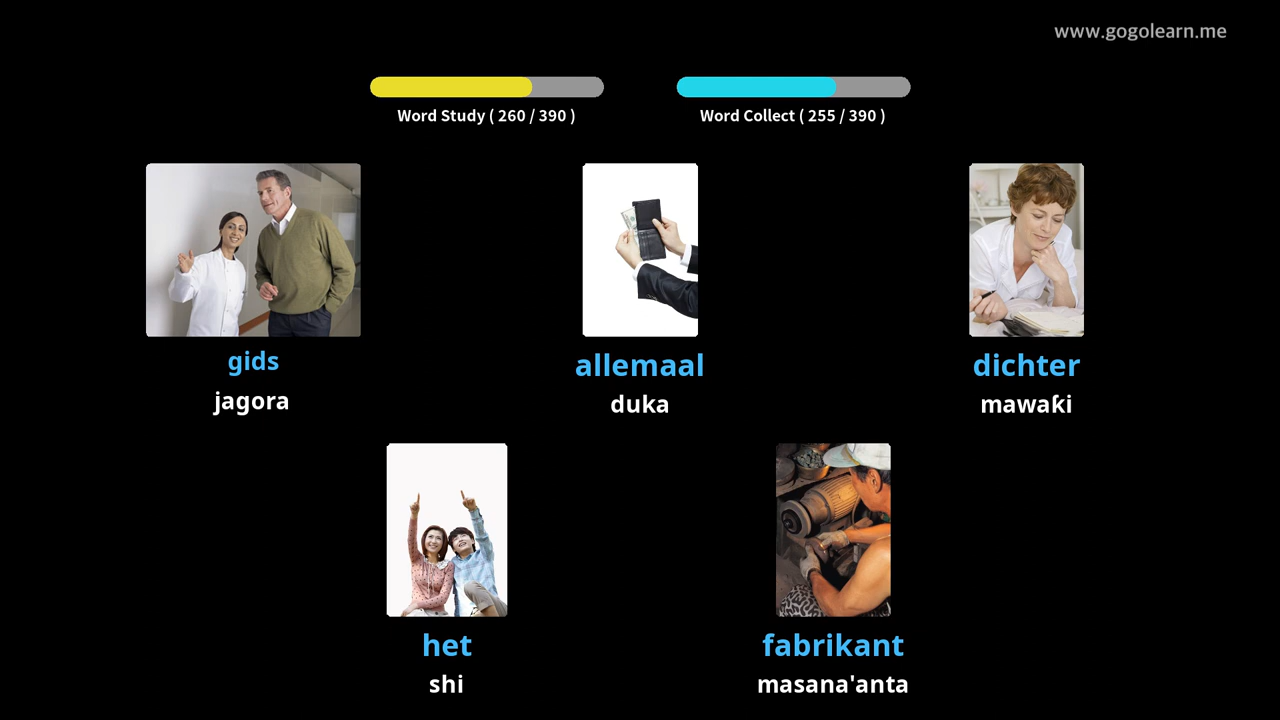 www.gogolearn.me
Word Study ( 260 / 390 )
Word Collect ( 255 / 390 )
gids
jagora
allemaal
duka
dichter
mawaƙi
het
shi
fabrikant
masana'anta